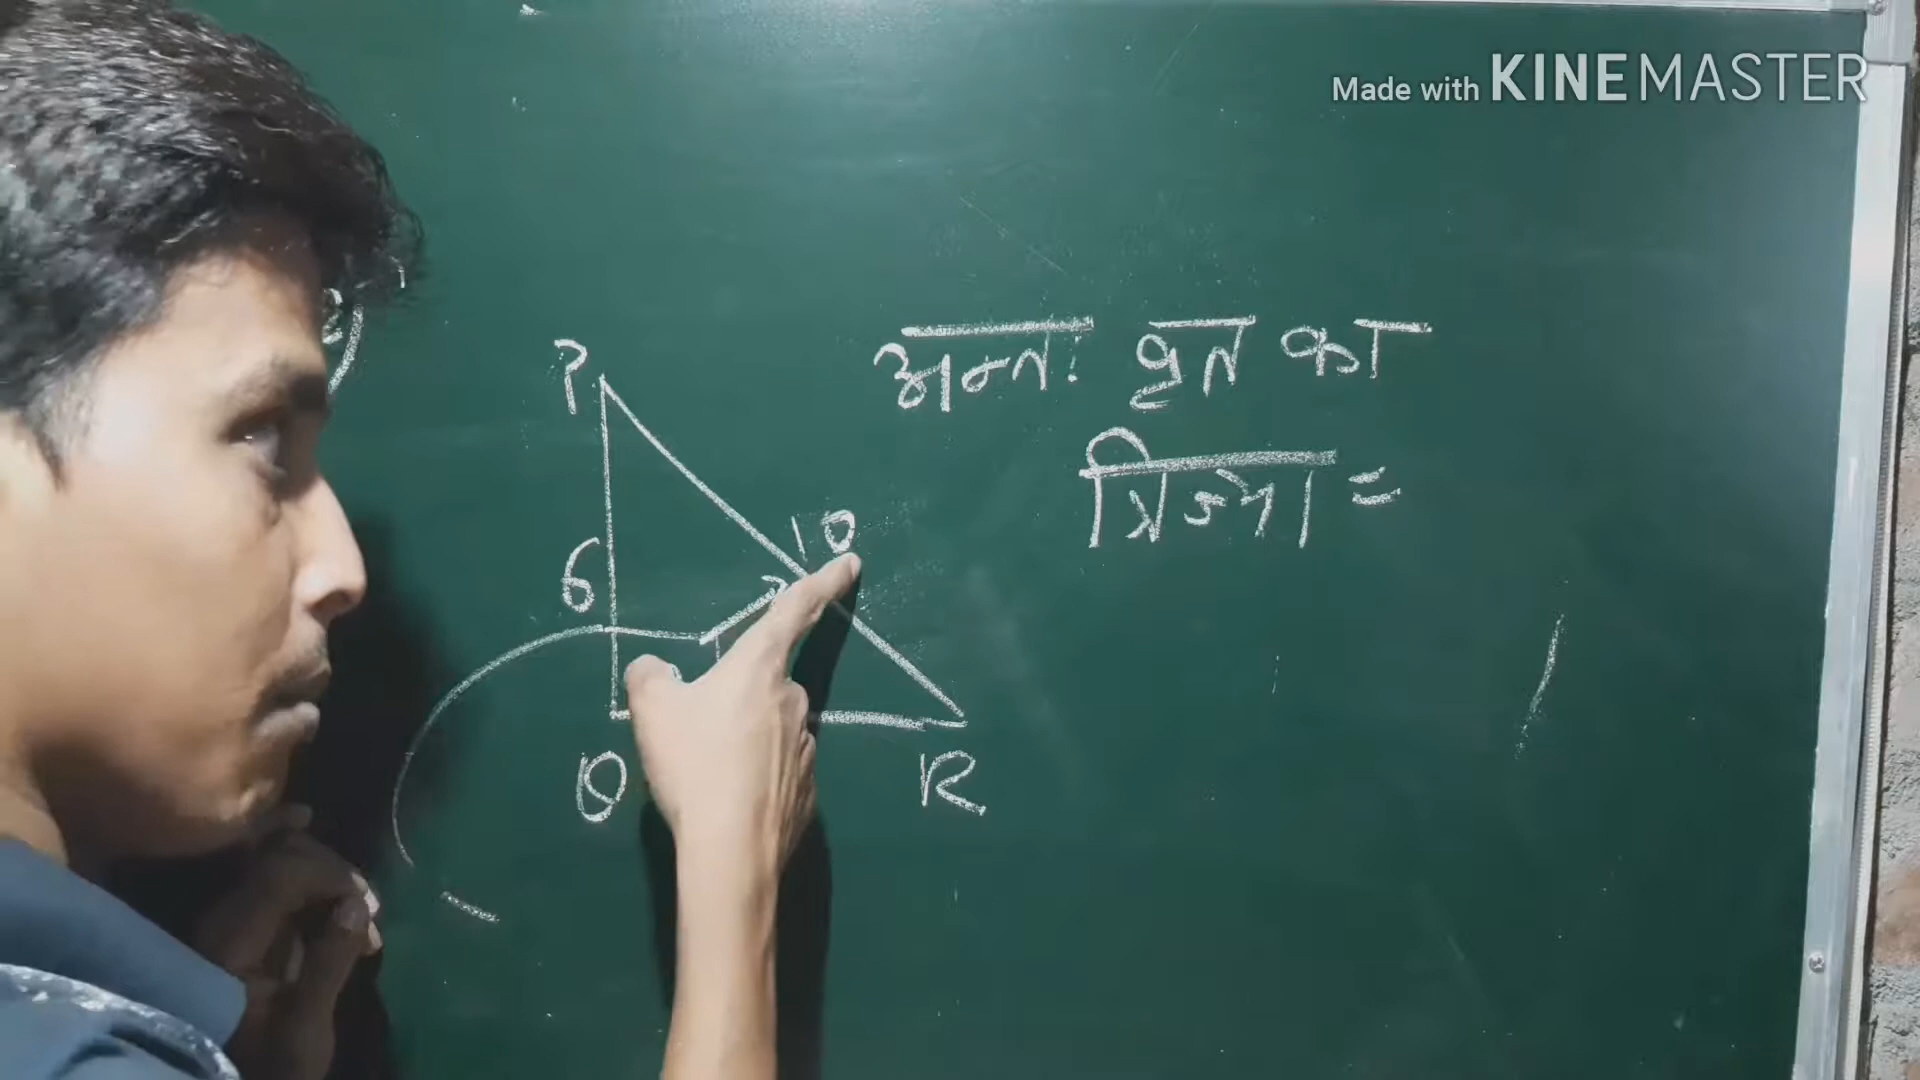 Made with KINEMASTER
P
अन्तः वृत का
त्रिज्या =
10
6
Q
R